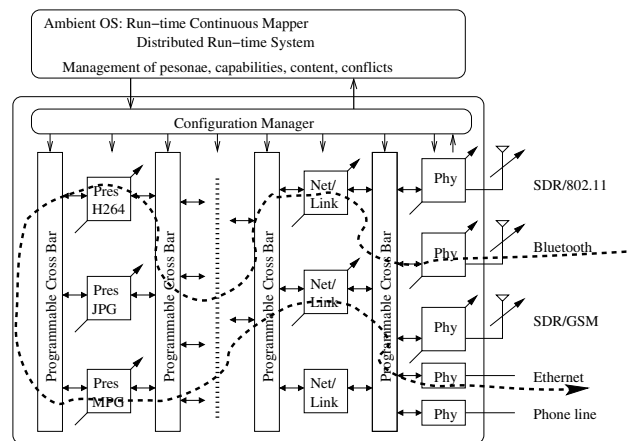 Ambient OS: Run-time Continuous Mapper
Distributed Run-time System
Management of pesonae, capabilities, content, conflicts
Configuration Manager
Programmable Cross Bar
Pres
H264
Pres
JPG
Pres
MPG
Programmable Cross Bar
Programmable Cross Bar
Net/
Link
Net/
Link
Net/
Link
Programmable Cross Bar
Phy
SDR/802.11
Phy
Bluetooth
Phy
SDR/GSM
Phy
Ethernet
Phy
Phone line